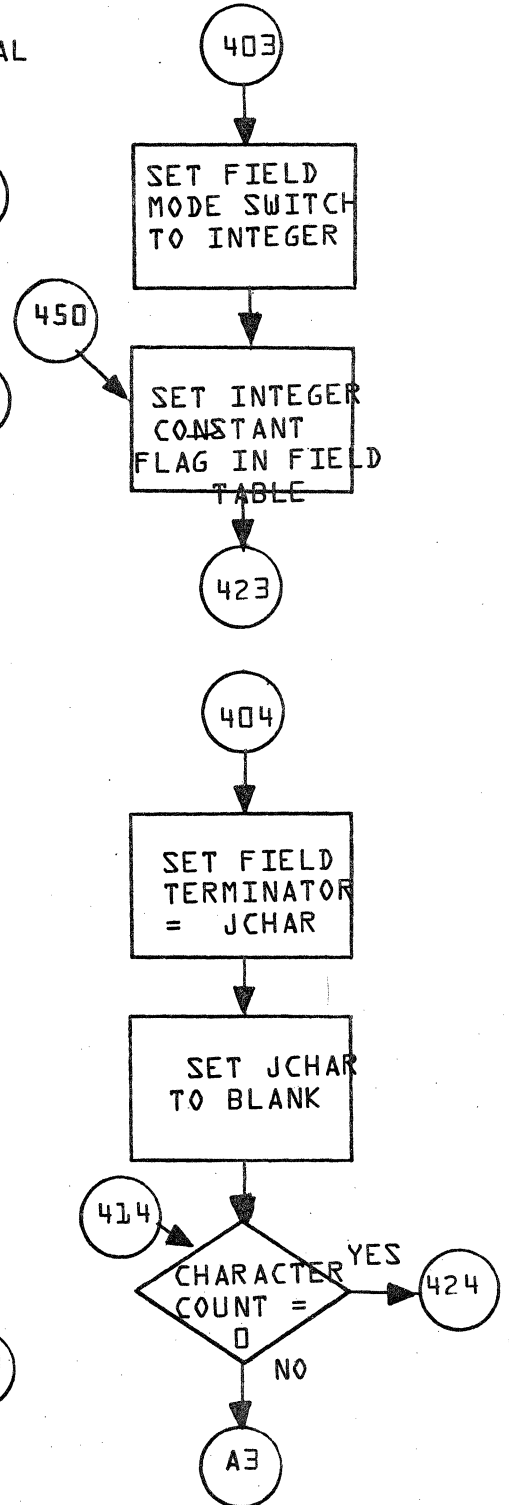 AL
403
SET FIELD
MODE SWITCH
TO INTEGER
450
SET INTEGER
CONSTANT
FLAG IN FIELD
TABLE
423
404
SET FIELD
TERMINATOR
= JCHAR
SET JCHAR
TO BLANK
414
CHARACTER
COUNT =
0
YES
424
NO
A3